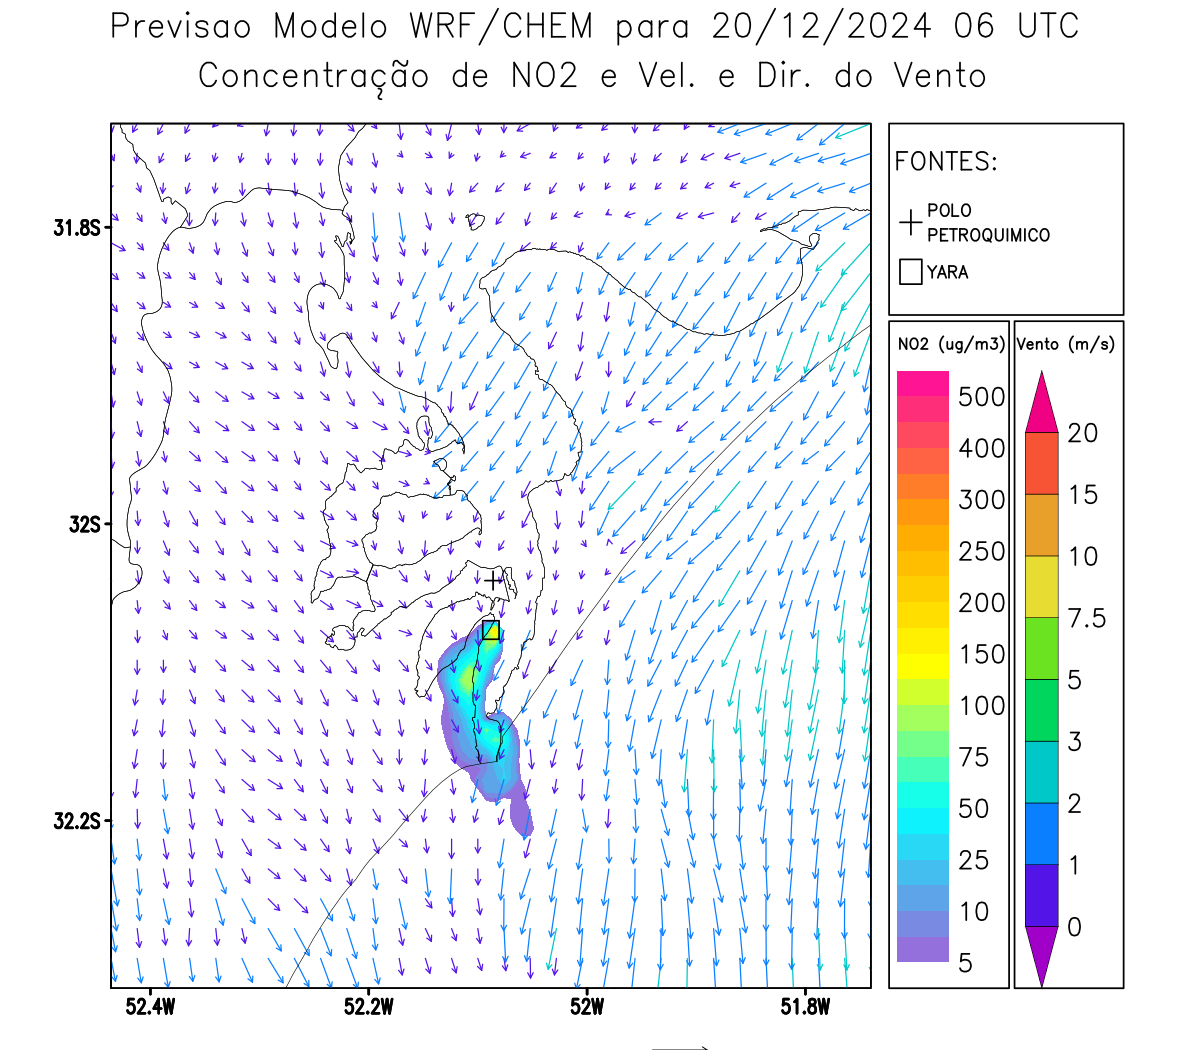 Previsao Modelo WRF/CHEM para 20/12/2024 06 UTC
Concentração de NO2 e Vel. e Dir. do Vento
FONTES:
POLO
PETROQUIMICO
YARA
NO2 (ug/m3)
500
400
300
250
200
150
100
75
50
25
10
5
Vento (m/s)
20
15
10
7.5
5
3
2
1
0
31.8S
32S
32.2S
52.4W
52.2W
52W
51.8W